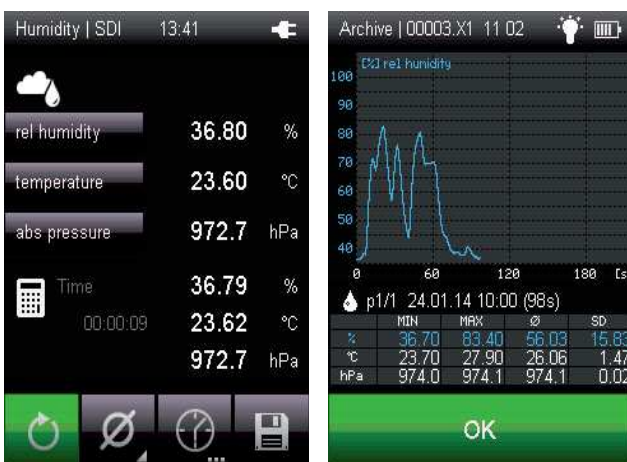 Humidity | SDI 13:41
rel humidity 36.80 %
temperature 23.60 °C
abs pressure 972.7 hPa
Time 36.79 %
00:00:09 23.62 °C
972.7 hPa
Archive | 00003.X1 11 02
[%] rel hunidity
100
90
80
70
60
50
40
0 60 120 180 [s
p1/1 24.01.14 10:00 (98s)
MIN MAX Ø SD
% 36.70 83.40 56.03 15.83
°C 23.70 27.90 26.06 1.47
hPa 974.0 974.1 974.1 0.02
OK